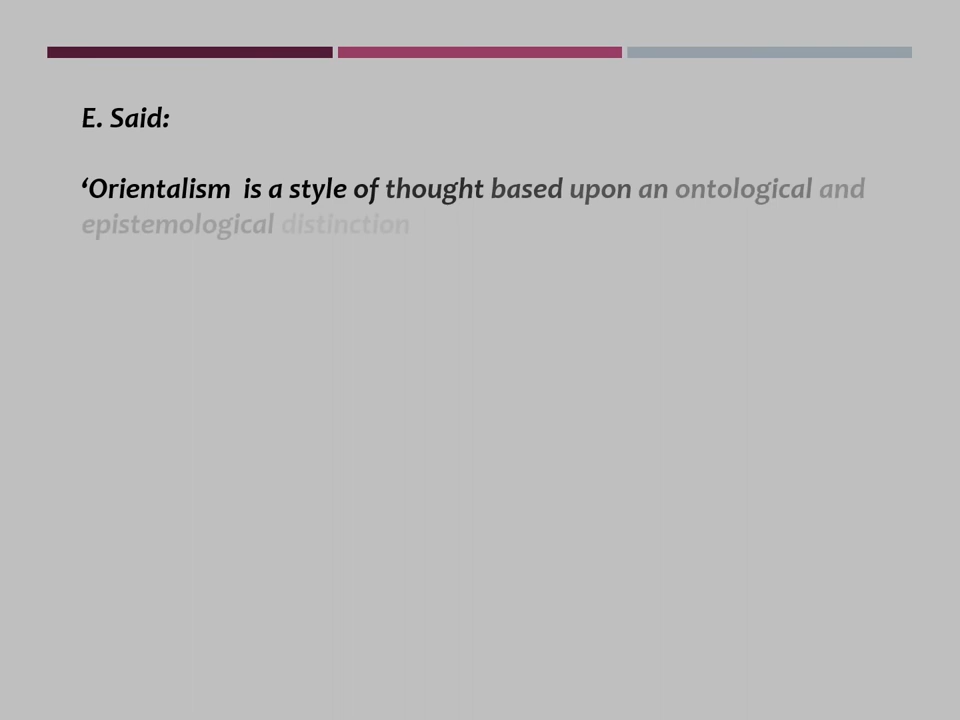 E. Said:
‘Orientalism  is a style of thought based upon an ontological and
epistemological distinction